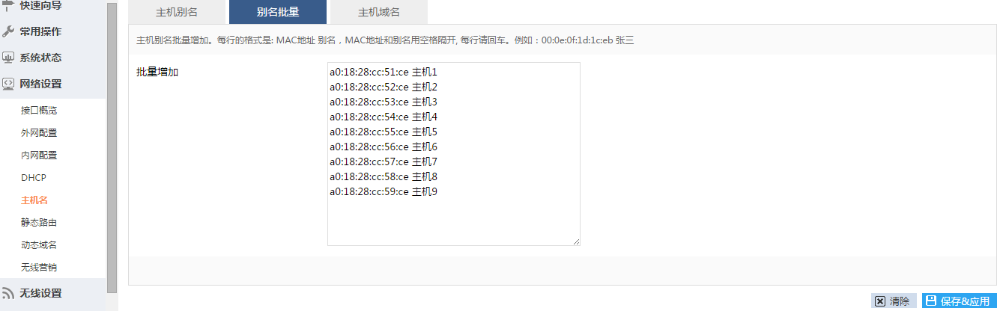 快速向导
常用操作
系统状态
网络设置
接口概览
外网配置
内网配置
DHCP
主机名
静态路由
动态域名
无线营销
无线设置
主机别名
别名批量
主机域名
主机别名批量增加。每行的格式是: MAC地址 别名，MAC地址和别名用空格隔开, 每行请回车。例如：00:0e:0f:1d:1c:eb 张三
批量增加
a0:18:28:cc:51:ce 主机1
a0:18:28:cc:52:ce 主机2
a0:18:28:cc:53:ce 主机3
a0:18:28:cc:54:ce 主机4
a0:18:28:cc:55:ce 主机5
a0:18:28:cc:56:ce 主机6
a0:18:28:cc:57:ce 主机7
a0:18:28:cc:58:ce 主机8
a0:18:28:cc:59:ce 主机9
清除
保存&应用